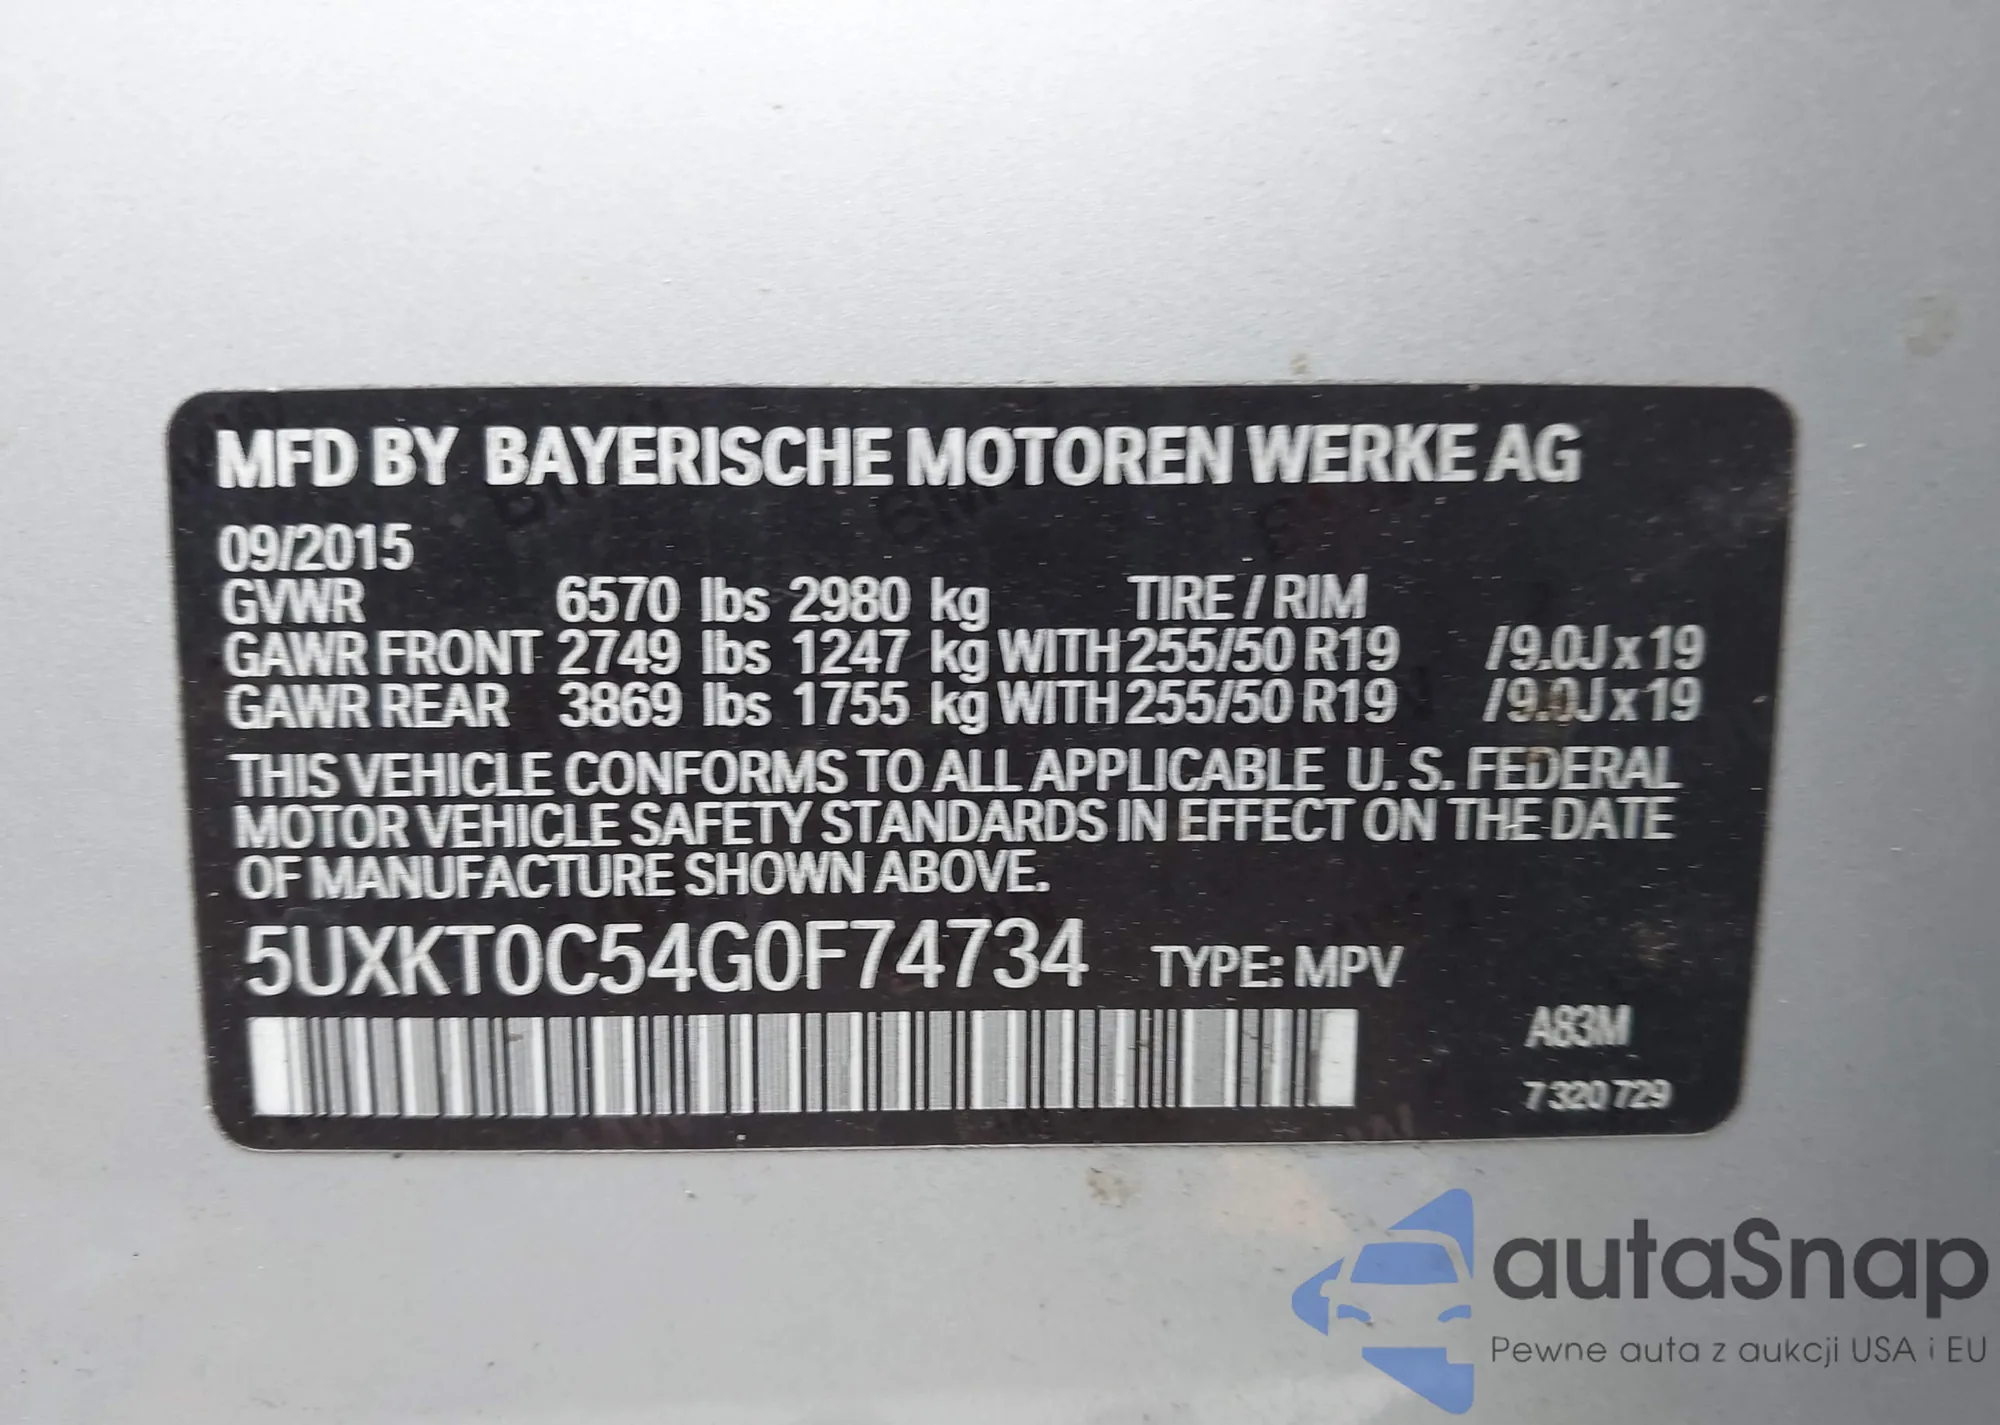 MFD BY BAYERISCHE MOTOREN WERKE AG
09/2015
GVWR 6570 lbs 2980 kg TIRE / RIM
GAWR FRONT 2749 lbs 1247 kg WITH 255/50 R19 /9.0J x 19
GAWR REAR 3869 lbs 1755 kg WITH 255/50 R19 /9.0J x 19
THIS VEHICLE CONFORMS TO ALL APPLICABLE U. S. FEDERAL
MOTOR VEHICLE SAFETY STANDARDS IN EFFECT ON THE DATE
OF MANUFACTURE SHOWN ABOVE.
5UXKT0C54G0F74734 TYPE: MPV
A83M
7 320 729
autaSnap
Pewne auta z aukcji USA i EU